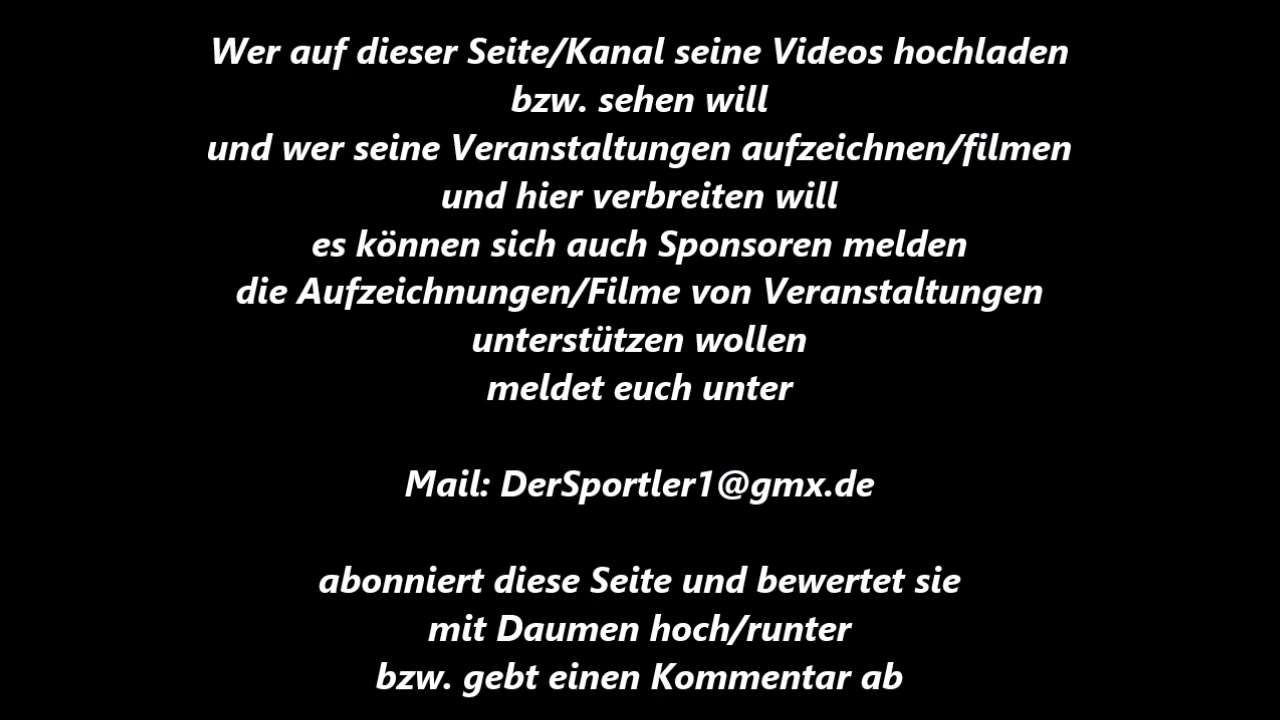 Wer auf dieser Seite/Kanal seine Videos hochladen
bzw. sehen will
und wer seine Veranstaltungen aufzeichnen/filmen
und hier verbreiten will
es können sich auch Sponsoren melden
die Aufzeichnungen/Filme von Veranstaltungen
unterstützen wollen
meldet euch unter
Mail: DerSportler1@gmx.de
abonniert diese Seite und bewertet sie
mit Daumen hoch/runter
bzw. gebt einen Kommentar ab